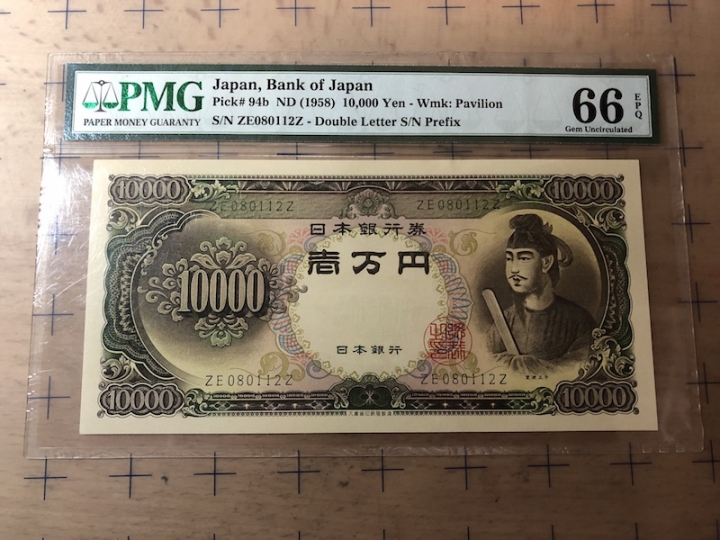 PMG
PAPER MONEY GUARANTY
Japan, Bank of Japan
Pick# 94b ND (1958) 10,000 Yen - Wmk: Pavilion
S/N ZE080112Z - Double Letter S/N Prefix
66 EPQ
Gem Uncirculated
10000 10000
ZE080112Z ZE080112Z
日本銀行券
壱万円
10000
日本銀行
ZE080112Z ZE080112Z
10000 10000